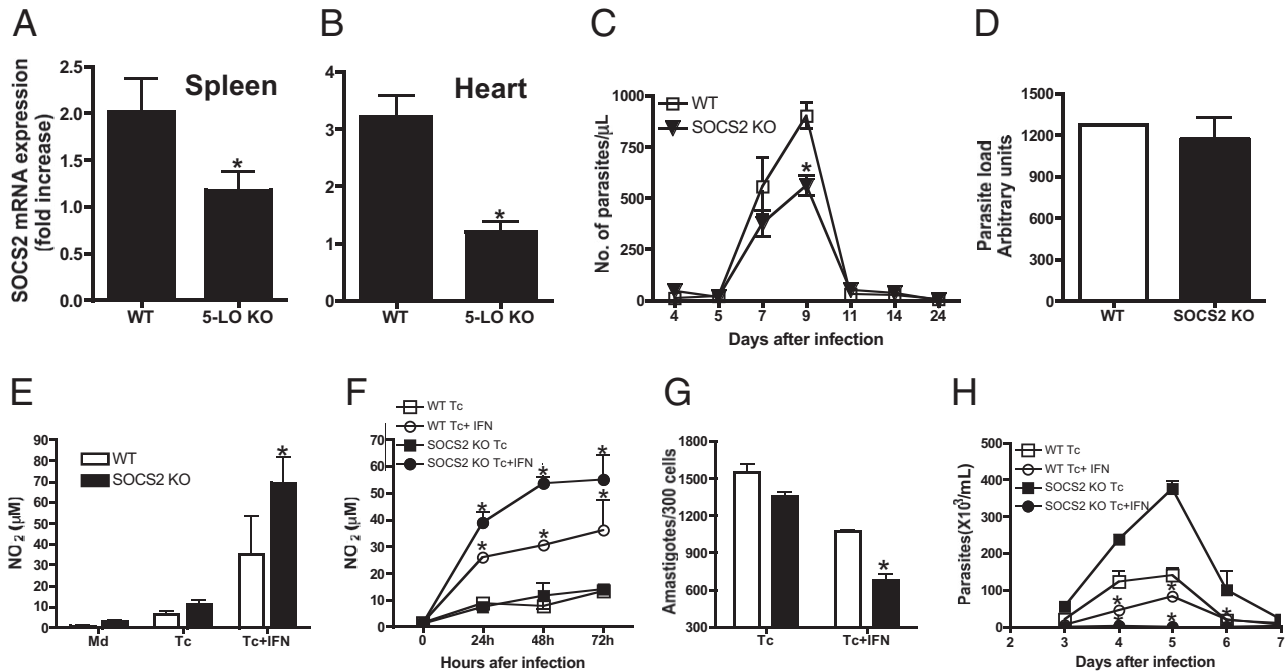 A
SOCS2 mRNA expression
(fold increase)
2.5
2.0
1.5
1.0
0.5
0.0
Spleen
*
WT
5-LO KO
B
4
3
2
1
0
Heart
*
WT
5-LO KO
C
No. of parasites/μL
1000
750
500
250
0
WT
SOCS2 KO
*
4 5 7 9 11 14 24
Days after infection
D
Parasite load
Arbitrary units
1500
1200
900
600
300
0
WT
SOCS2 KO
E
NO2 (μM)
90
80
70
60
50
40
30
20
10
0
WT
SOCS2 KO
*
Md Tc Tc+IFN
F
WT Tc
WT Tc+ IFN
SOCS2 KO Tc
SOCS2 KO Tc+IFN
NO2 (μM)
70
60
50
40
30
20
10
0
* * *
* * *
0 24h 48h 72h
Hours afer infection
G
Amastigotes/300 cells
1800
1500
1200
900
600
300
*
Tc Tc+IFN
H
Parasites(X10³/mL)
500
400
300
200
100
0
WT Tc
WT Tc+ IFN
SOCS2 KO Tc
SOCS2 KO Tc+IFN
* * *
* *
2 3 4 5 6 7
Days after infection